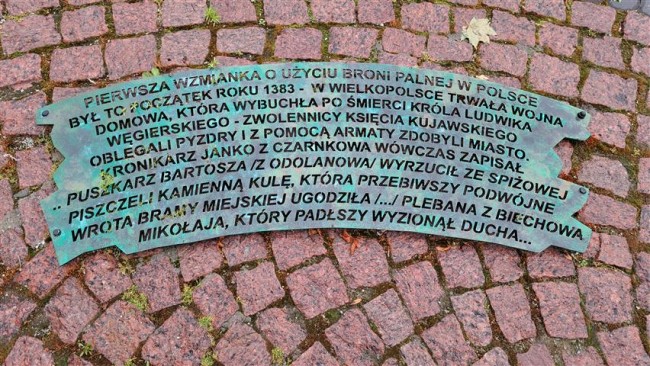 PIERWSZA WZMIANKA O UŻYCIU BRONI PALNEJ W POLSCE
BYŁ TO POCZĄTEK ROKU 1383 - W WIELKOPOLSCE TRWAŁA WOJNA
DOMOWA, KTÓRA WYBUCHŁA PO ŚMIERCI KRÓLA LUDWIKA
WĘGIERSKIEGO - ZWOLENNICY KSIĘCIA KUJAWSKIEGO
OBLEGALI PYZDRY I Z POMOCĄ ARMATY ZDOBYLI MIASTO.
KRONIKARZ JANKO Z CZARNKOWA WÓWCZAS ZAPISAŁ
.. PUSZKARZ BARTOSZA /Z ODOLANOWA/ WYRZUCIŁ ZE SPIŻOWEJ
PISZCZELI KAMIENNĄ KULĘ, KTÓRA PRZEBIWSZY PODWÓJNE
WROTA BRAMY MIEJSKIEJ UGODZIŁA /.../ PLEBANA Z BIECHOWA
MIKOŁAJA, KTÓRY PADŁSZY WYZIONĄŁ DUCHA...